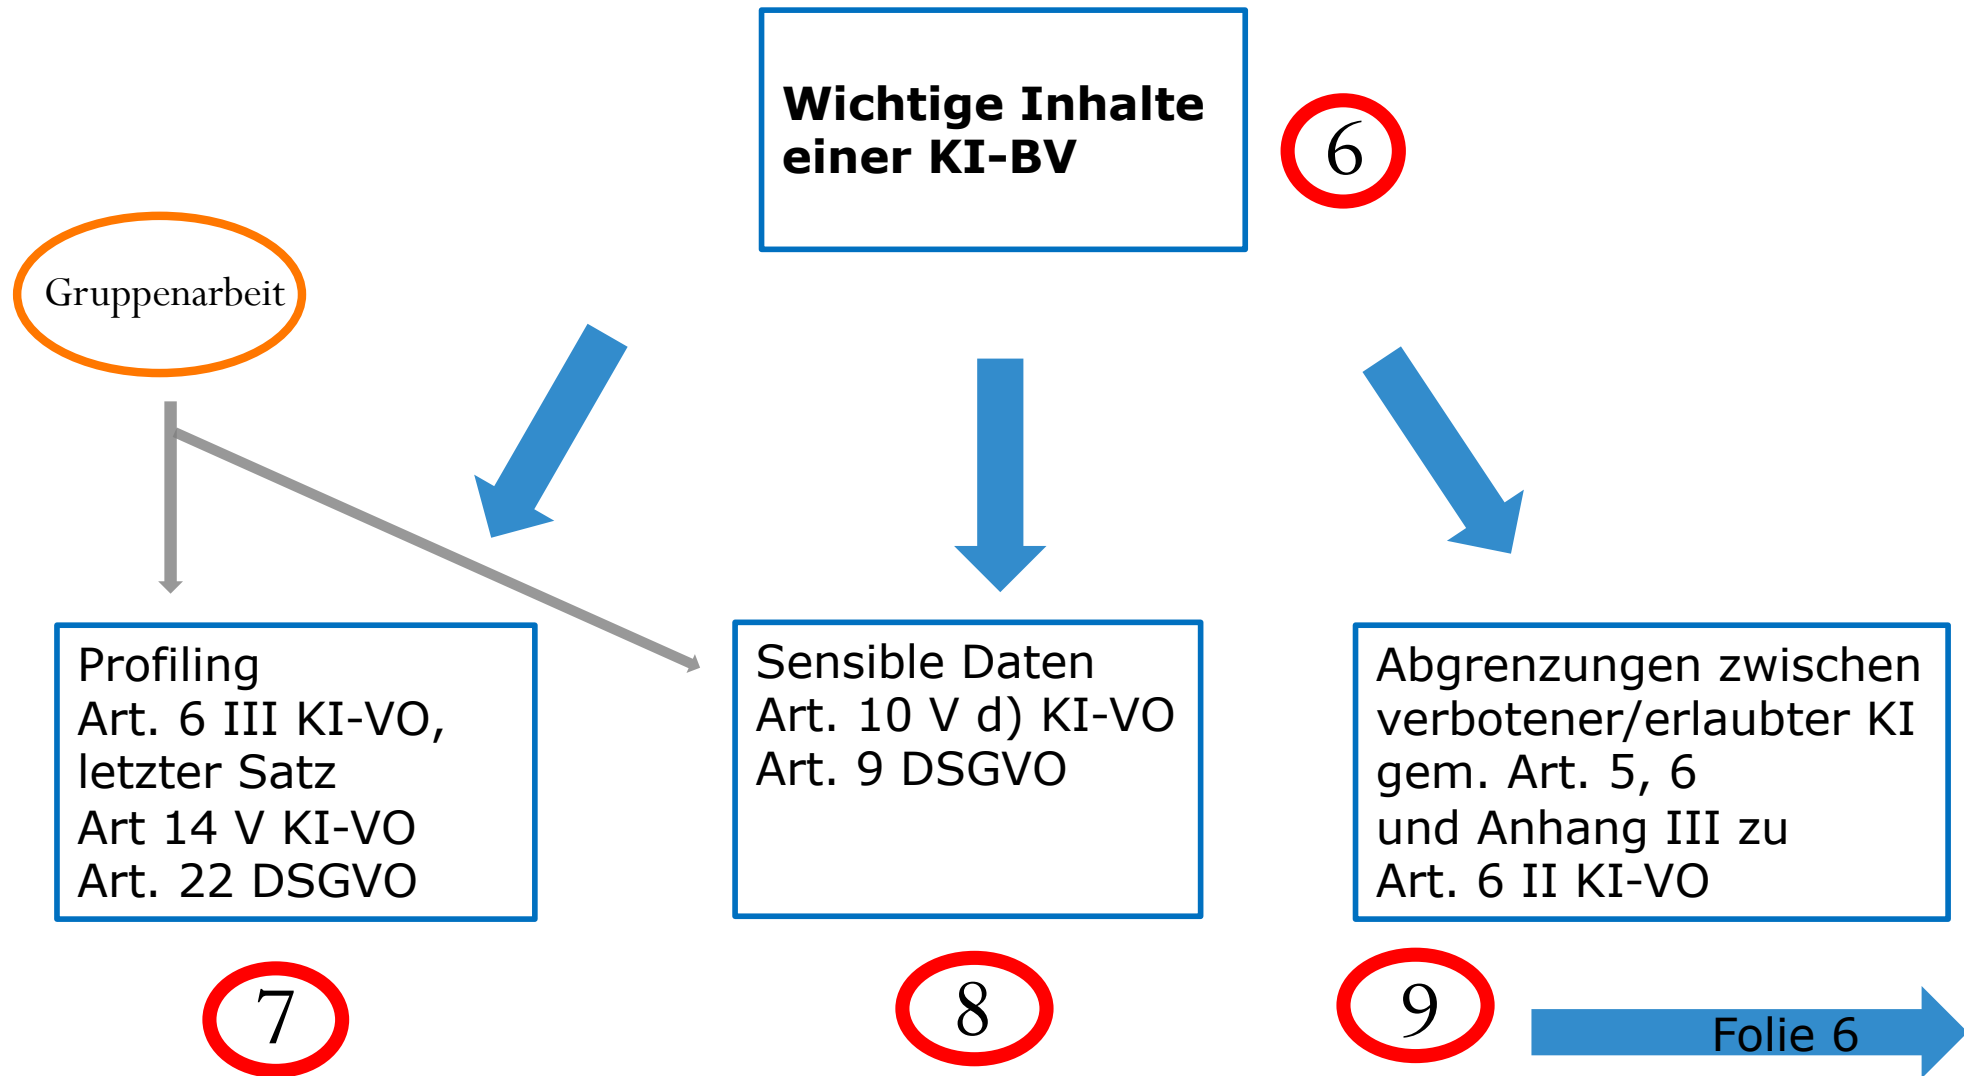 Wichtige Inhalte
einer KI-BV
6
Gruppenarbeit
Profiling
Art. 6 III KI-VO,
letzter Satz
Art 14 V KI-VO
Art. 22 DSGVO
Sensible Daten
Art. 10 V d) KI-VO
Art. 9 DSGVO
Abgrenzungen zwischen
verbotener/erlaubter KI
gem. Art. 5, 6
und Anhang III zu
Art. 6 II KI-VO
7
8
9
Folie 6